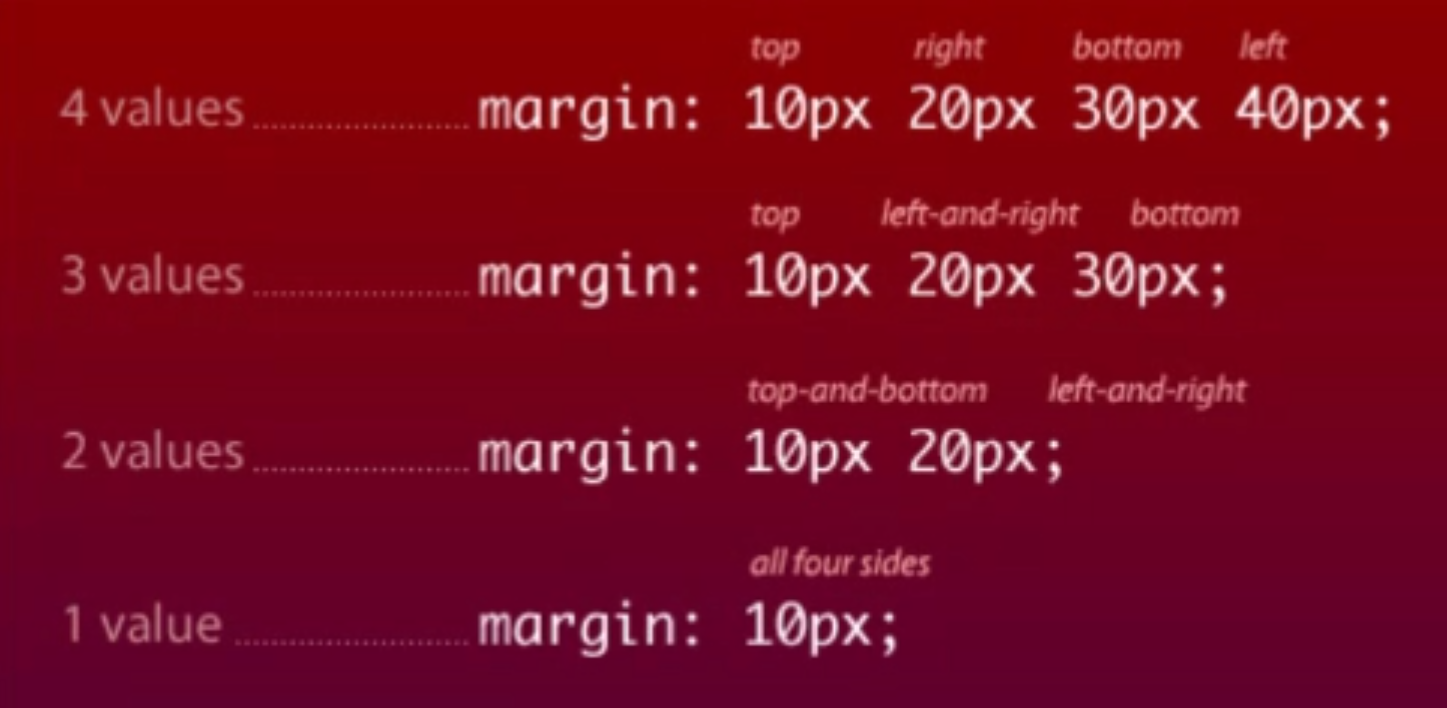 top right bottom left
4 values ........................ margin: 10px 20px 30px 40px;
top left-and-right bottom
3 values ........................ margin: 10px 20px 30px;
top-and-bottom left-and-right
2 values ........................ margin: 10px 20px;
all four sides
1 value .......................... margin: 10px;